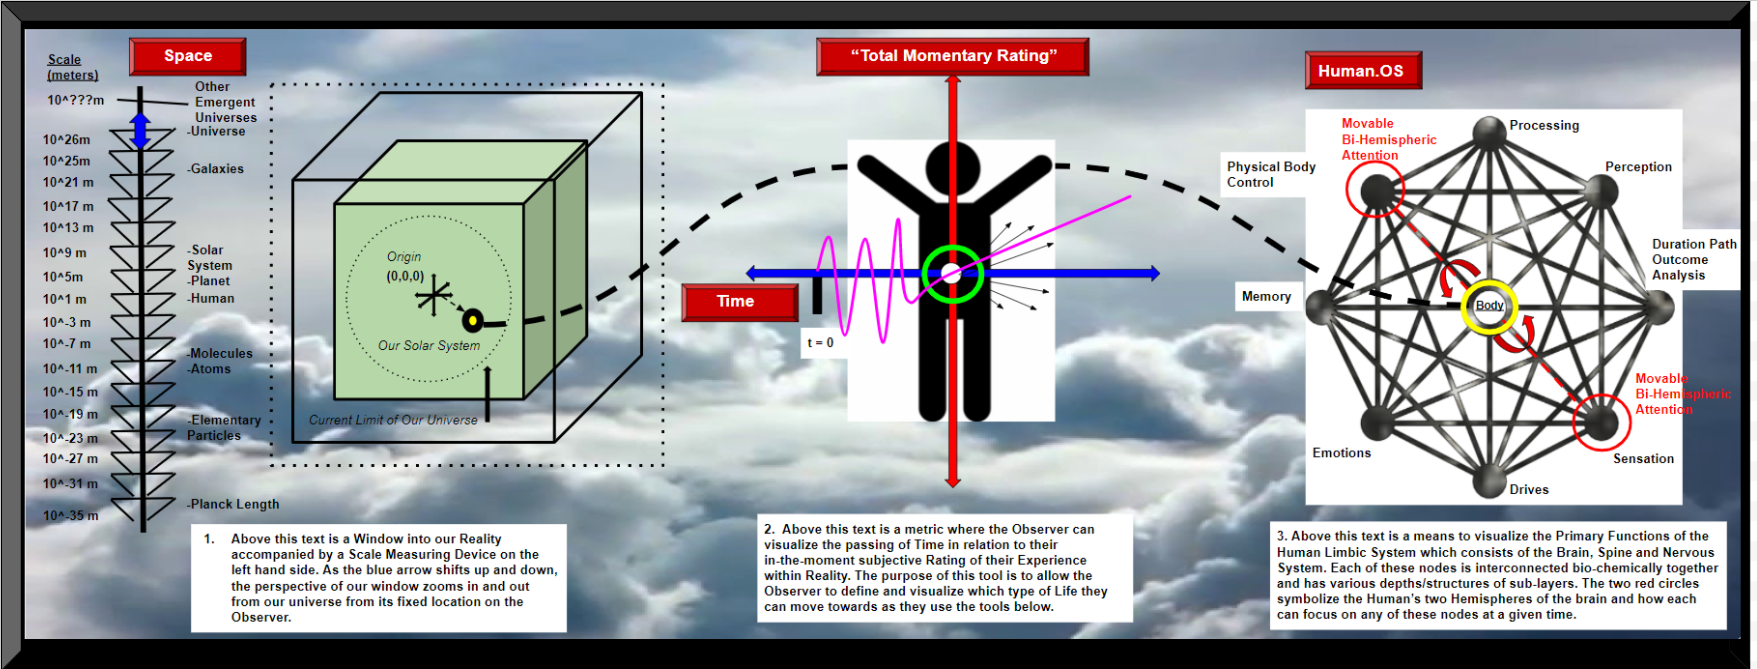 Scale
(meters)
Space
10^???m
Other
Emergent
Universes
-Universe
10^26m
10^25m
-Galaxies
10^21 m
10^17 m
10^13 m
10^9 m
-Solar
System
10^5m
-Planet
10^1 m
-Human
10^-3 m
10^-7 m
-Molecules
10^-11 m
-Atoms
10^-15 m
10^-19 m
-Elementary
Particles
10^-23 m
10^-27 m
10^-31 m
-Planck Length
10^-35 m
Origin
(0,0,0)
Our Solar System
Current Limit of Our Universe
1. Above this text is a Window into our Reality
accompanied by a Scale Measuring Device on the
left hand side. As the blue arrow shifts up and down,
the perspective of our window zooms in and out
from our universe from its fixed location on the
Observer.
“Total Momentary Rating”
Time
t = 0
2. Above this text is a metric where the Observer can
visualize the passing of Time in relation to their
in-the-moment subjective Rating of their Experience
within Reality. The purpose of this tool is to allow the
Observer to define and visualize which type of Life they
can move towards as they use the tools below.
Human.OS
Movable
Bi-Hemispheric
Attention
Processing
Physical Body
Control
Perception
Duration Path
Outcome
Analysis
Memory
Body
Movable
Bi-Hemispheric
Attention
Emotions
Sensation
Drives
3. Above this text is a means to visualize the Primary Functions of the
Human Limbic System which consists of the Brain, Spine and Nervous
System. Each of these nodes is interconnected bio-chemically together
and has various depths/structures of sub-layers. The two red circles
symbolize the Human's two Hemispheres of the brain and how each
can focus on any of these nodes at a given time.